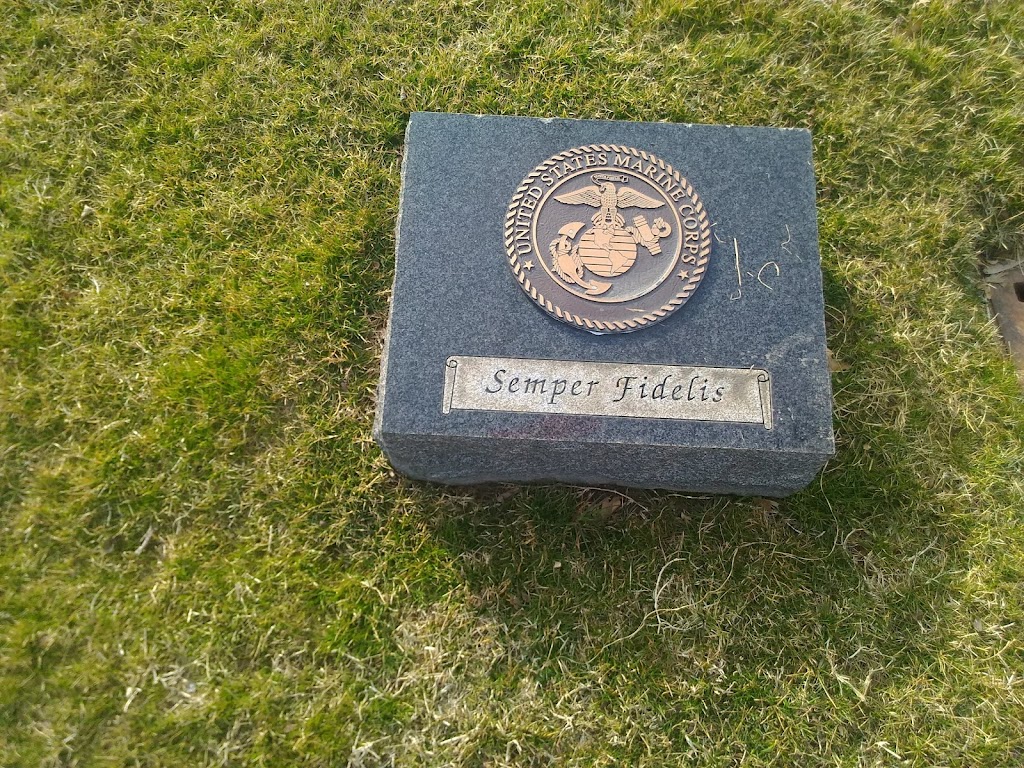 UNITED STATES MARINE CORPS
Semper Fidelis